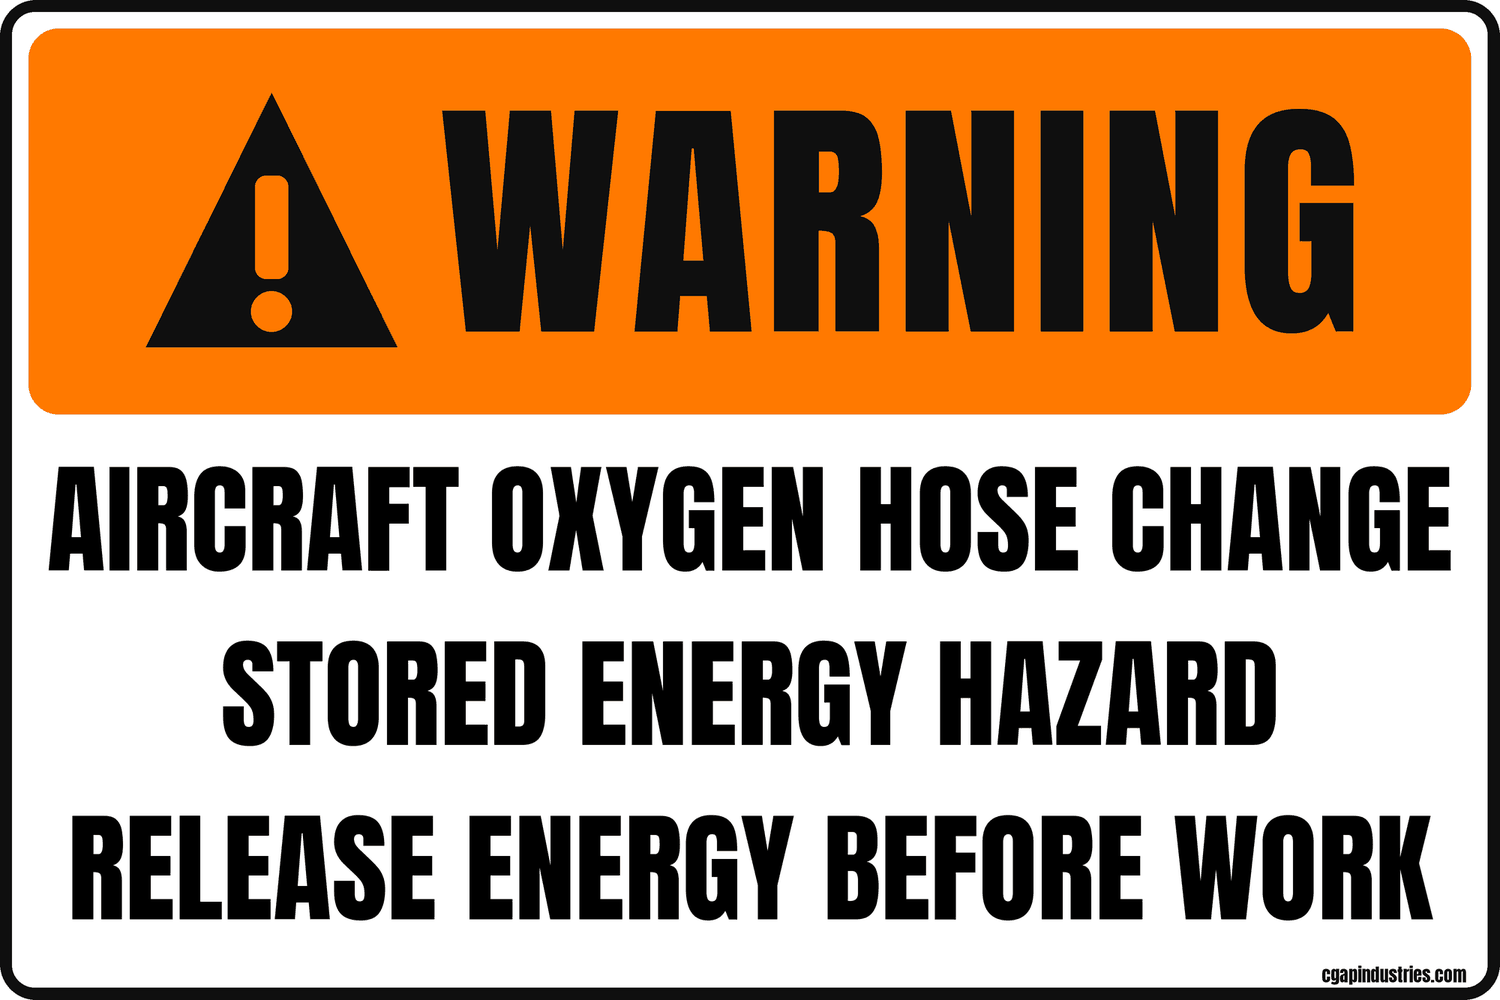 WARNING
AIRCRAFT OXYGEN HOSE CHANGE
STORED ENERGY HAZARD
RELEASE ENERGY BEFORE WORK
cgapindustries.com